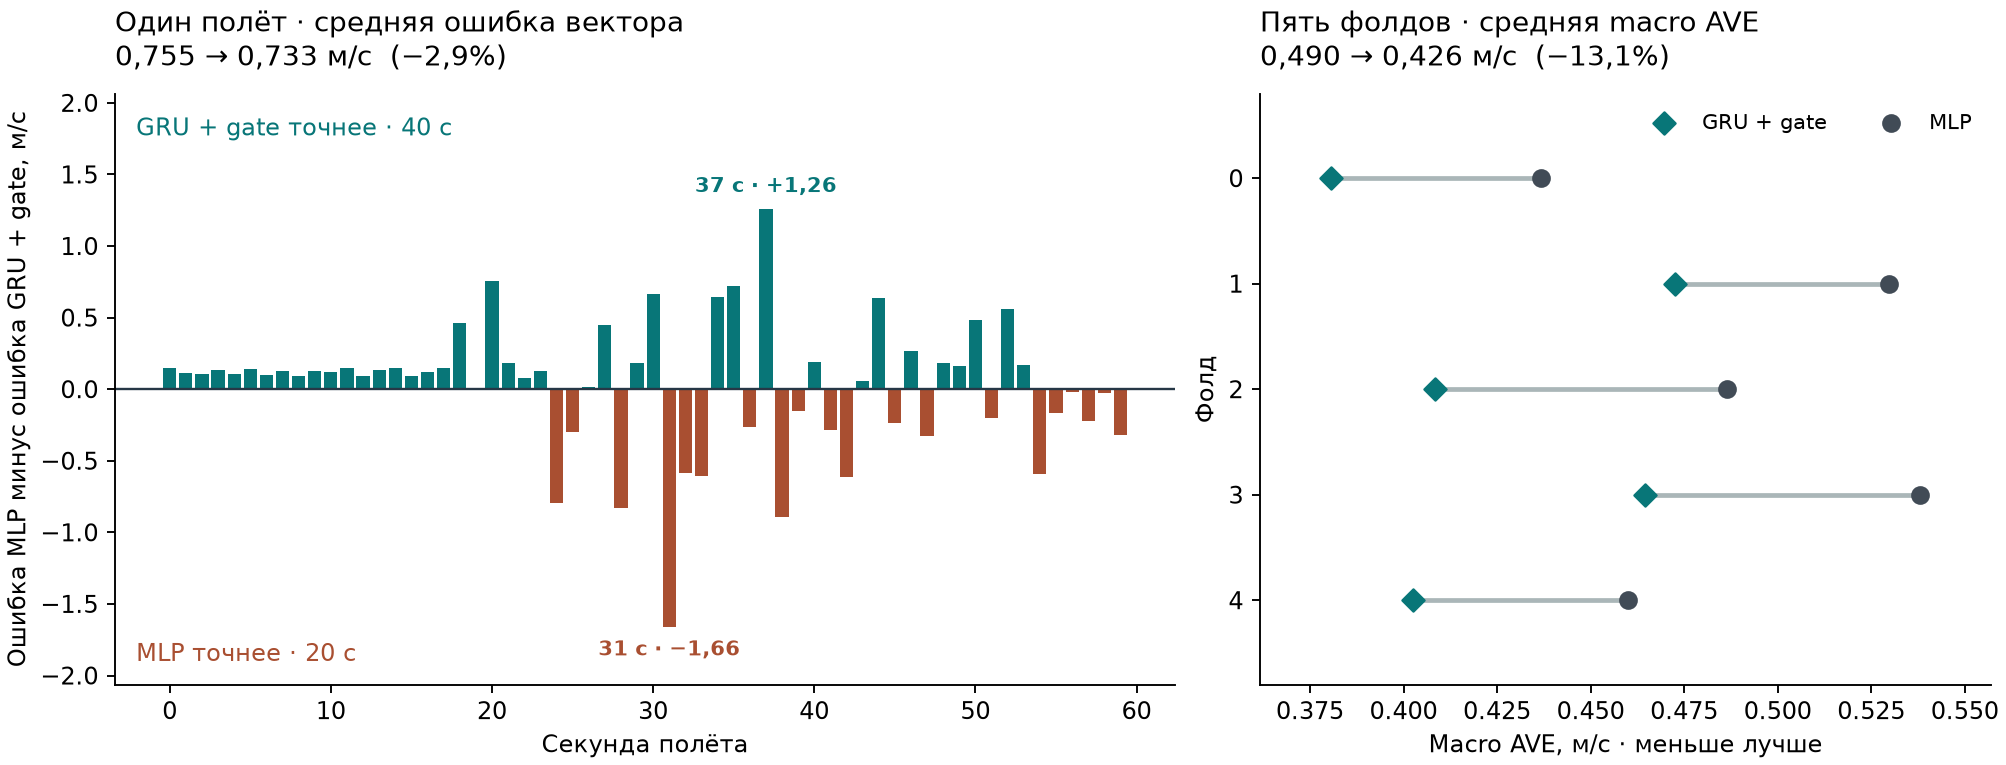 Один полёт · средняя ошибка вектора
0,755 → 0,733 м/с  (−2,9%)
Ошибка MLP минус ошибка GRU + gate, м/с
2.0
1.5
1.0
0.5
0.0
−0.5
−1.0
−1.5
−2.0
GRU + gate точнее · 40 с
37 с · +1,26
31 с · −1,66
MLP точнее · 20 с
0 10 20 30 40 50 60
Секунда полёта
Пять фолдов · средняя macro AVE
0,490 → 0,426 м/с  (−13,1%)
GRU + gate MLP
Фолд
0
1
2
3
4
0.375 0.400 0.425 0.450 0.475 0.500 0.525 0.550
Macro AVE, м/с · меньше лучше